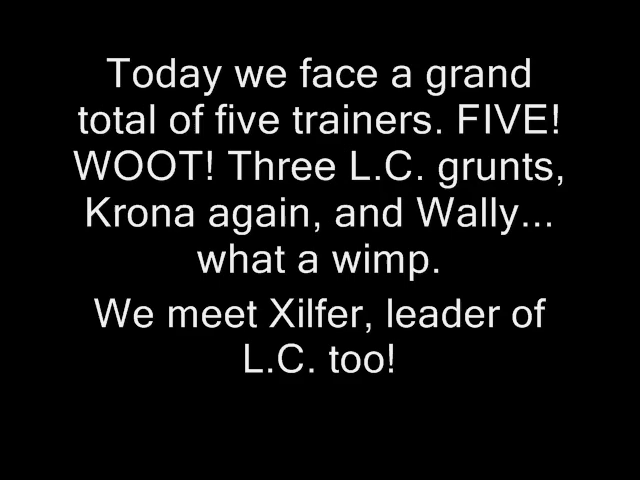 Today we face a grand
total of five trainers. FIVE!
WOOT! Three L.C. grunts,
Krona again, and Wally...
what a wimp.
We meet Xilfer, leader of
L.C. too!